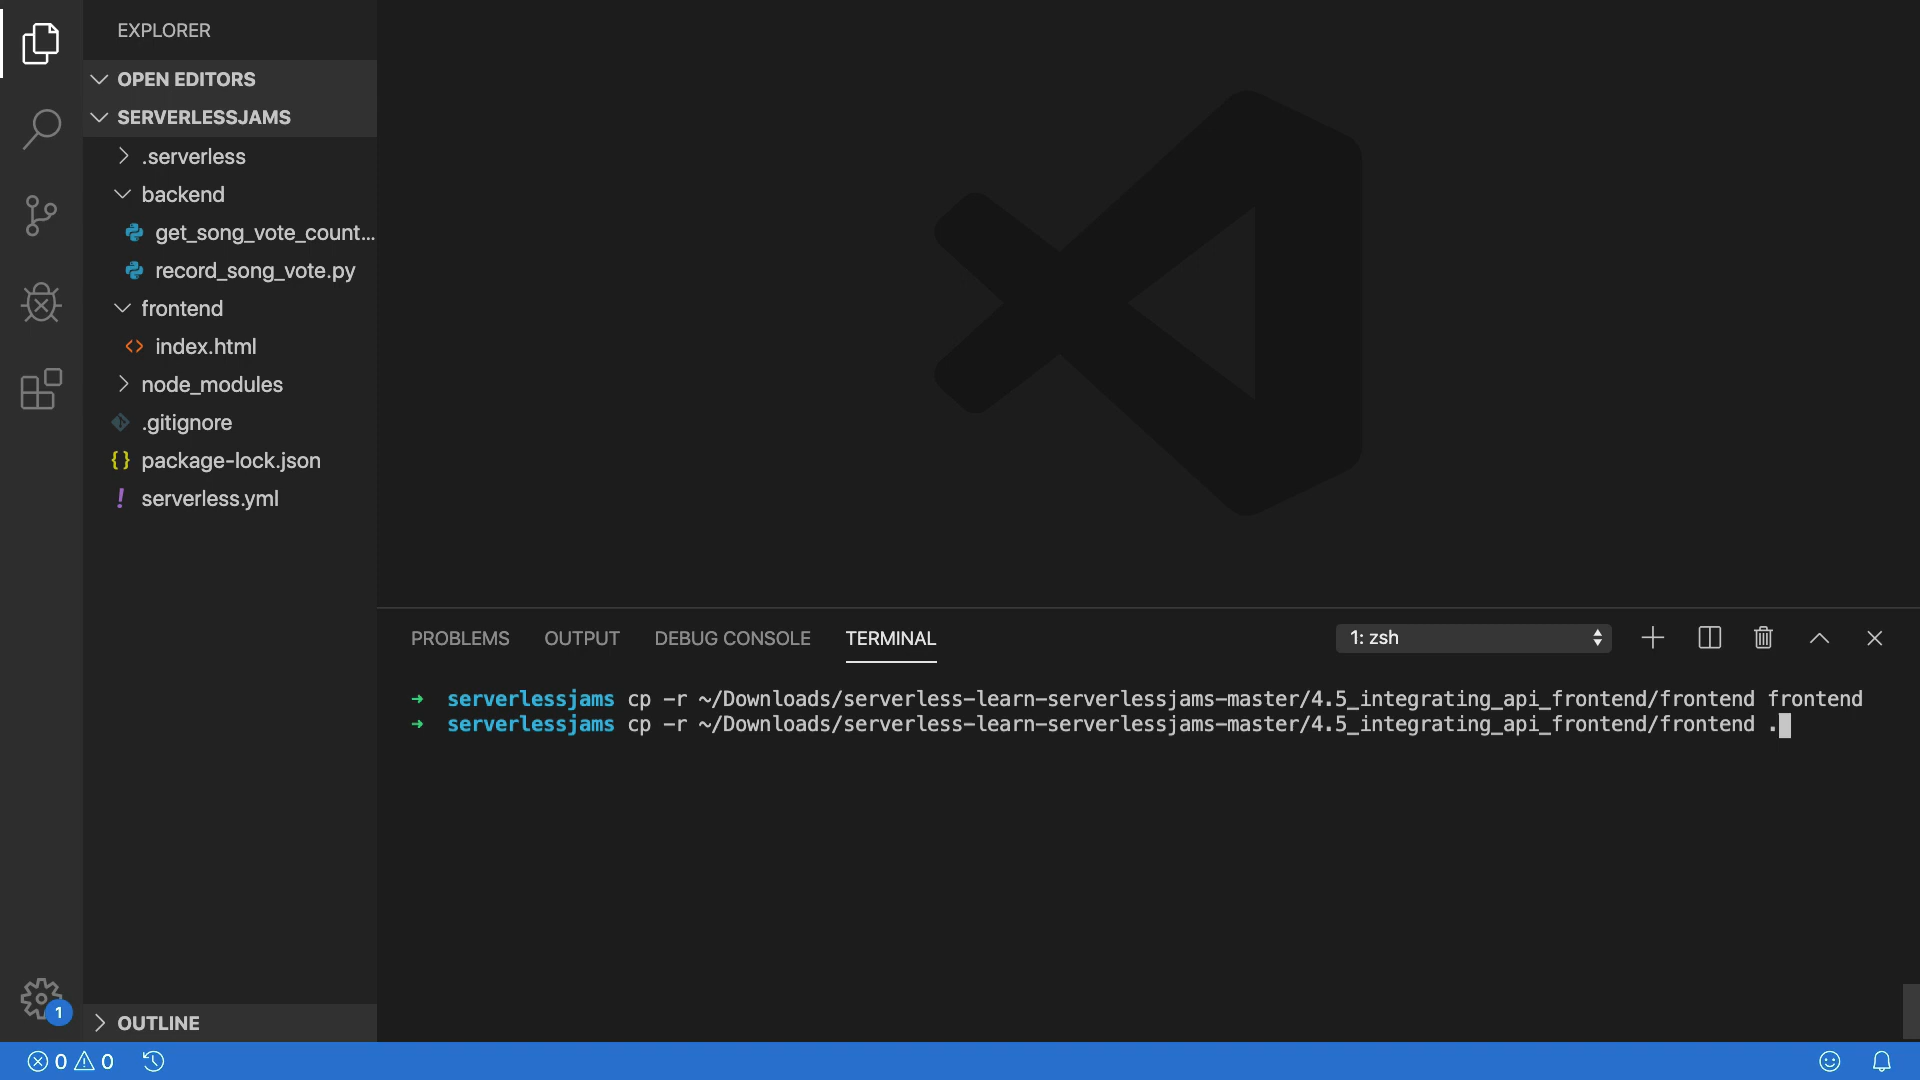 EXPLORER
OPEN EDITORS
SERVERLESSJAMS
.serverless
backend
get_song_vote_count...
record_song_vote.py
frontend
index.html
node_modules
.gitignore
package-lock.json
serverless.yml
OUTLINE
PROBLEMS OUTPUT DEBUG CONSOLE TERMINAL 1: zsh
➜ serverlessjams cp -r ~/Downloads/serverless-learn-serverlessjams-master/4.5_integrating_api_frontend/frontend frontend
➜ serverlessjams cp -r ~/Downloads/serverless-learn-serverlessjams-master/4.5_integrating_api_frontend/frontend .
1
0 0